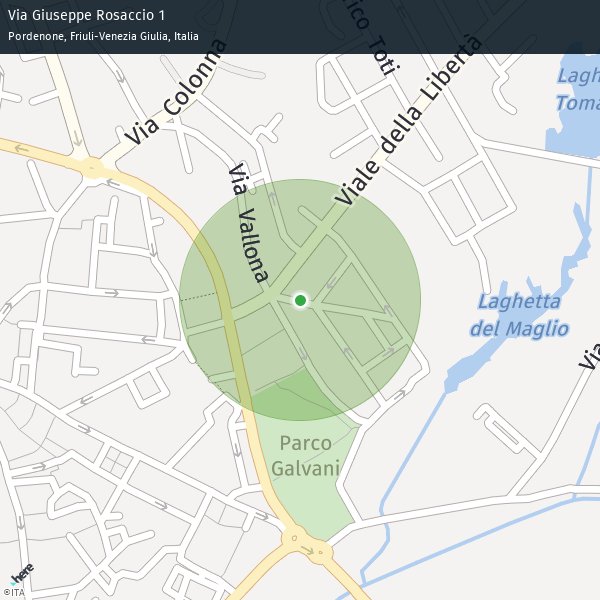 Via Giuseppe Rosaccio 1
Pordenone, Friuli-Venezia Giulia, Italia
Via Colonna
rico Toti
Viale della Libertá
Lagh
Toma
Via Vallona
Laghetta
del Maglio
Via
Parco
Galvani
here
©ITA